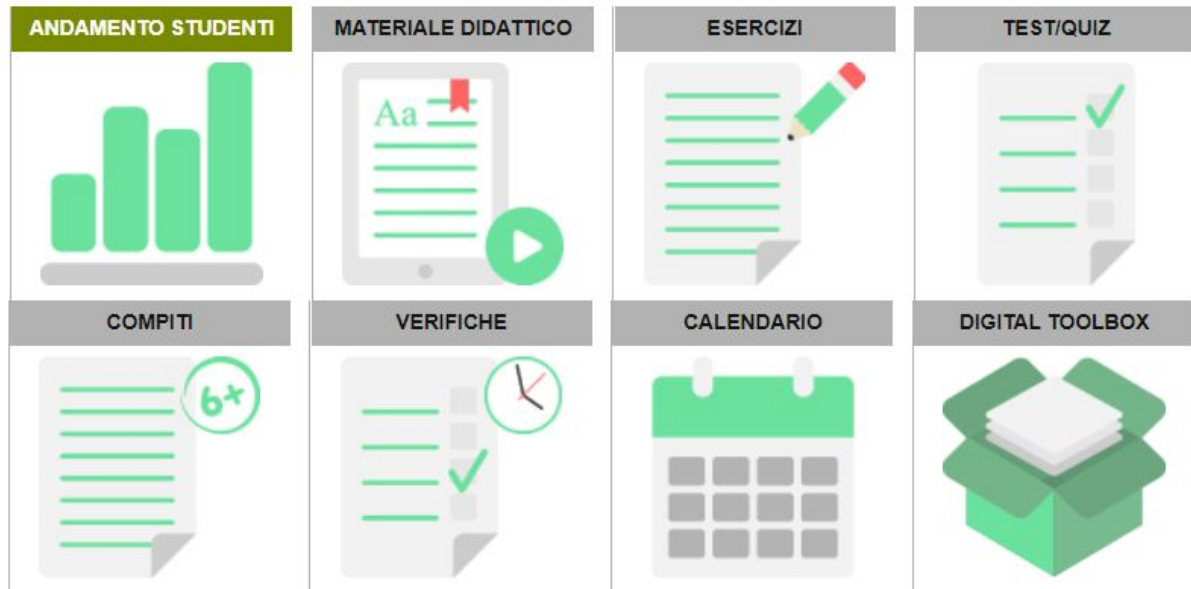 ANDAMENTO STUDENTI
MATERIALE DIDATTICO
ESERCIZI
TEST/QUIZ
Aa
COMPITI
VERIFICHE
CALENDARIO
DIGITAL TOOLBOX
6+